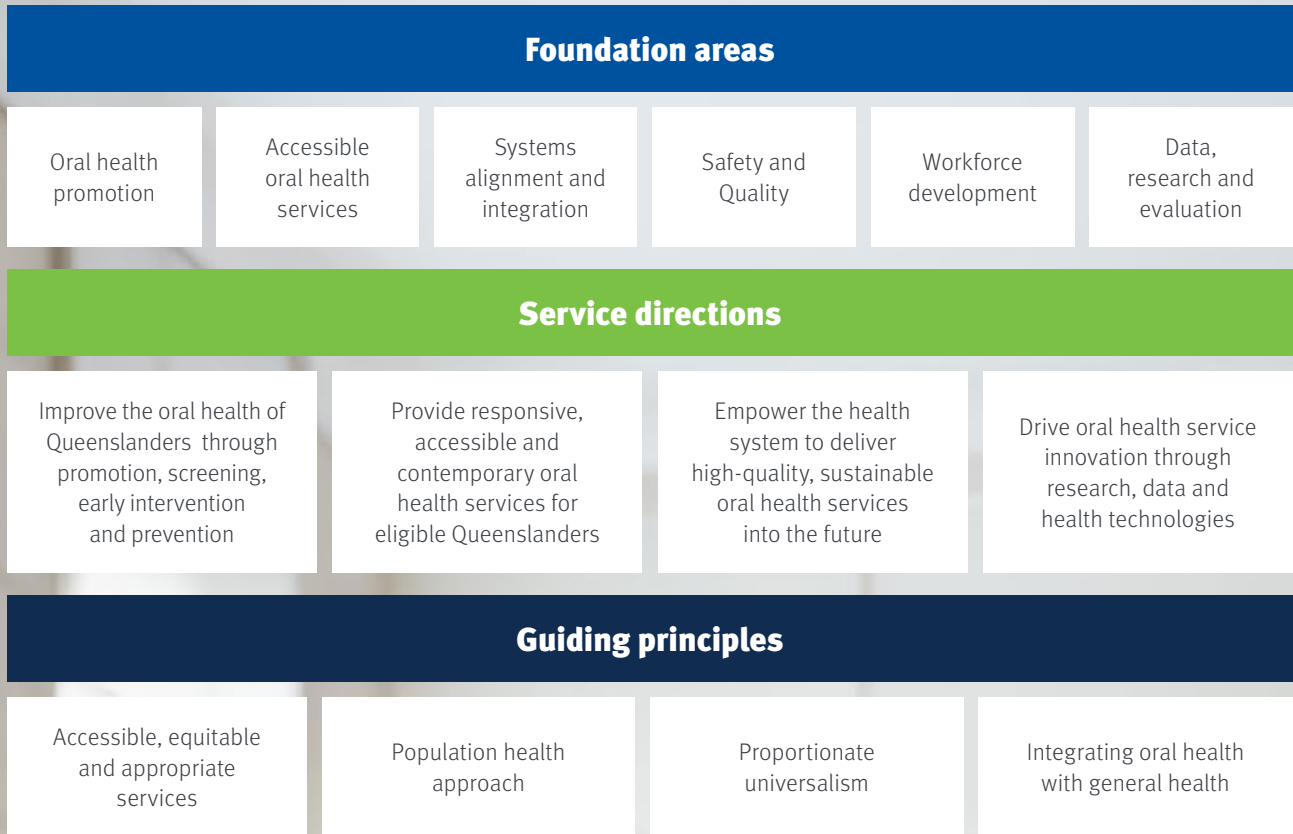 Foundation areas
Oral health
promotion
Accessible
oral health
services
Systems
alignment and
integration
Safety and
Quality
Workforce
development
Data,
research and
evaluation
Service directions
Improve the oral health of
Queenslanders through
promotion, screening,
early intervention
and prevention
Provide responsive,
accessible and
contemporary oral
health services for
eligible Queenslanders
Empower the health
system to deliver
high-quality, sustainable
oral health services
into the future
Drive oral health service
innovation through
research, data and
health technologies
Guiding principles
Accessible, equitable
and appropriate
services
Population health
approach
Proportionate
universalism
Integrating oral health
with general health